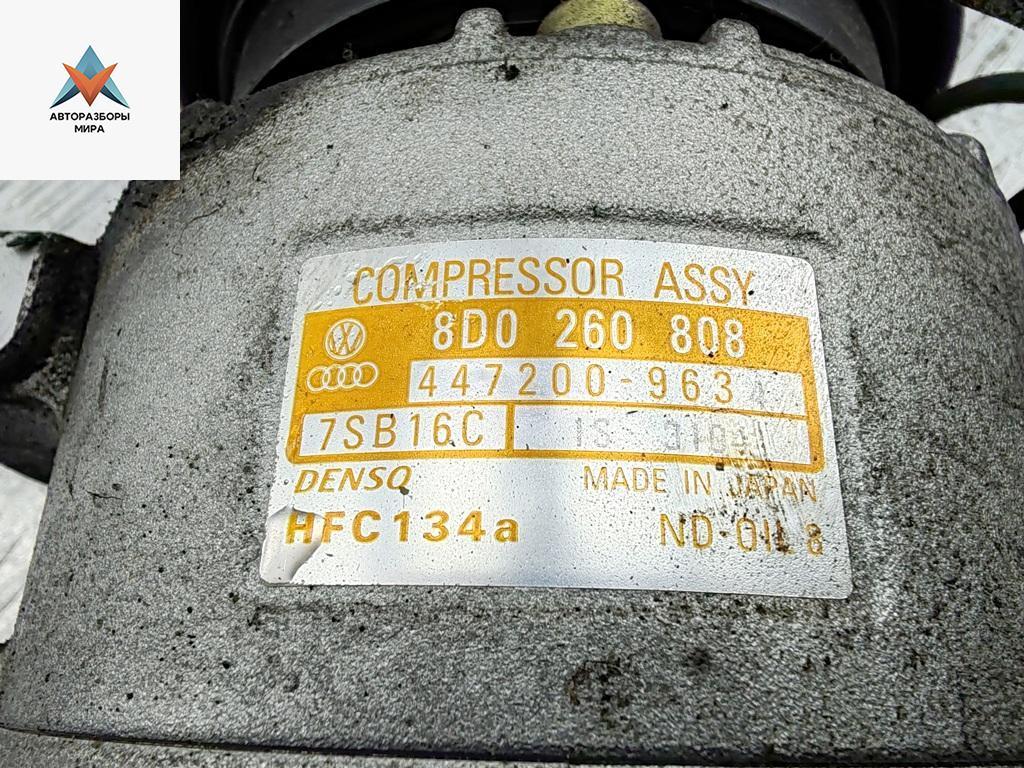 АВТОРАЗБОРЫ
МИРА
COMPRESSOR ASSY
8D0 260 808
447200-963
7SB16C
DENSO MADE IN JAPAN
HFC134a ND-OIL 8